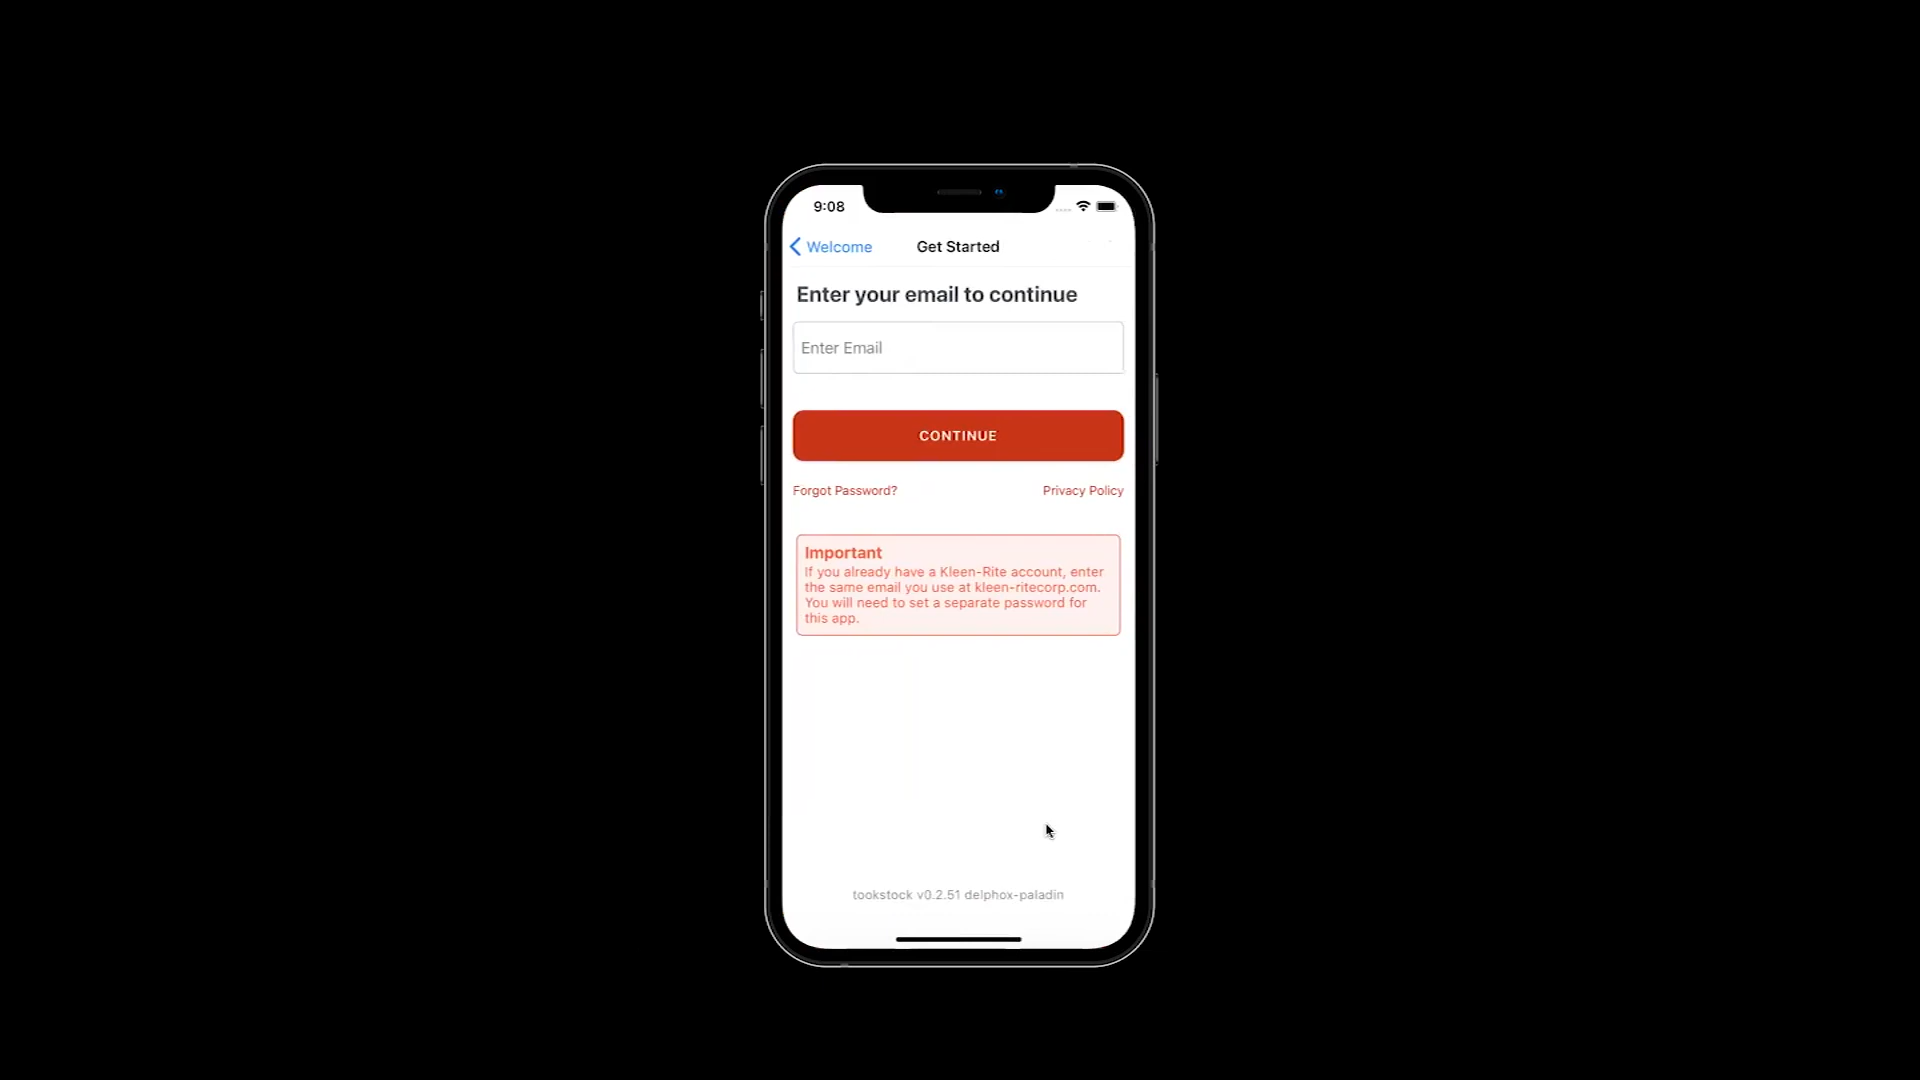 9:08
Welcome
Get Started
Enter your email to continue
Enter Email
CONTINUE
Forgot Password?
Privacy Policy
Important
If you already have a Kleen-Rite account, enter
the same email you use at kleen-ritecorp.com.
You will need to set a separate password for
this app.
tookstock v0.2.51 delphox-paladin